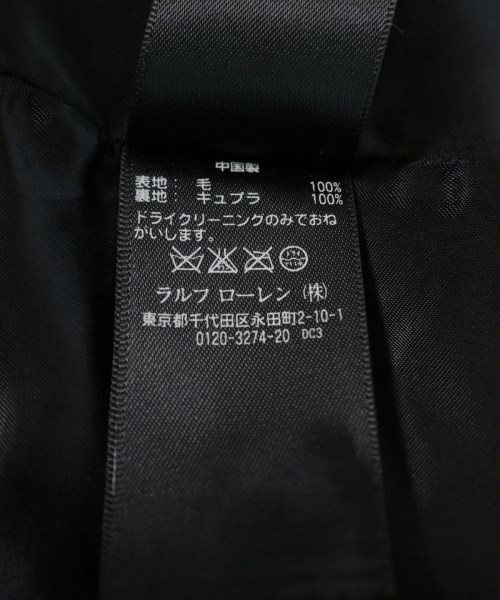 中国製
表地： 毛 100%
裏地： キュプラ 100%
ドライクリーニングのみでおね
がいします。
ラルフ ローレン (株)
東京都千代田区永田町2-10-1
0120-3274-20 DC3